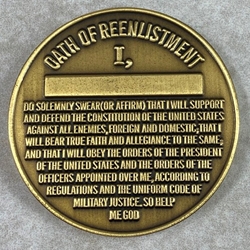 OATH OF REENLISTMENT
I,
DO SOLEMNLY SWEAR(OR AFFIRM) THAT I WILL SUPPORT
AND DEFEND THE CONSTITUTION OF THE UNITED STATES
AGAINST ALL ENEMIES, FOREIGN AND DOMESTIC, THAT I
WILL BEAR TRUE FAITH AND ALLEGIANCE TO THE SAME;
AND THAT I WILL OBEY THE ORDERS OF THE PRESIDENT
OF THE UNITED STATES AND THE ORDERS OF THE
OFFICERS APPOINTED OVER ME, ACCORDING TO
REGULATIONS AND THE UNIFORM CODE OF
MILITARY JUSTICE. SO HELP
ME GOD